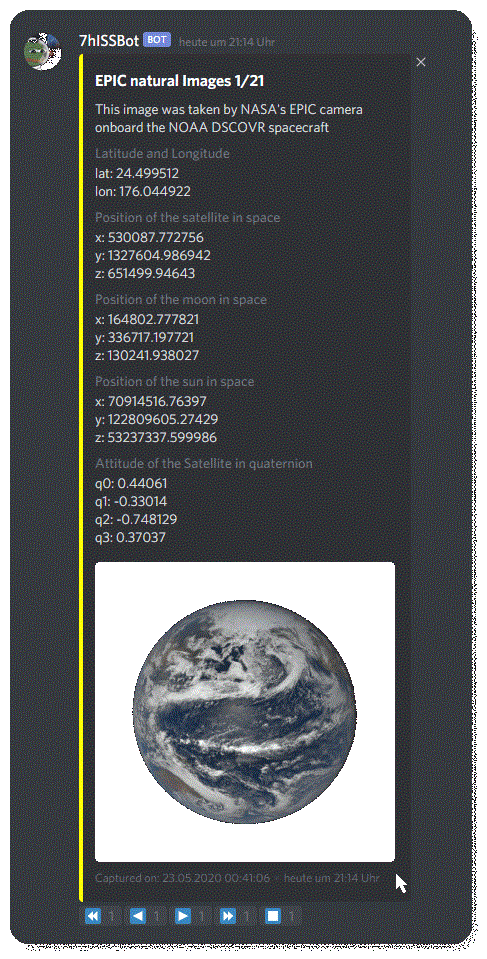 7hISSBot BOT heute um 21:14 Uhr
EPIC natural Images 1/21
This image was taken by NASA's EPIC camera
onboard the NOAA DSCOVR spacecraft
Latitude and Longitude
lat: 24.499512
lon: 176.044922
Position of the satellite in space
x: 530087.772756
y: 1327604.986942
z: 651499.94643
Position of the moon in space
x: 164802.777821
y: 336717.197721
z: 130241.938027
Position of the sun in space
x: 70914516.76397
y: 122809605.27429
z: 53237337.599986
Attitude of the Satellite in quaternion
q0: 0.44061
q1: -0.33014
q2: -0.748129
q3: 0.37037
Captured on: 23.05.2020 00:41:06 · heute um 21:14 Uhr
1 1 1 1 1